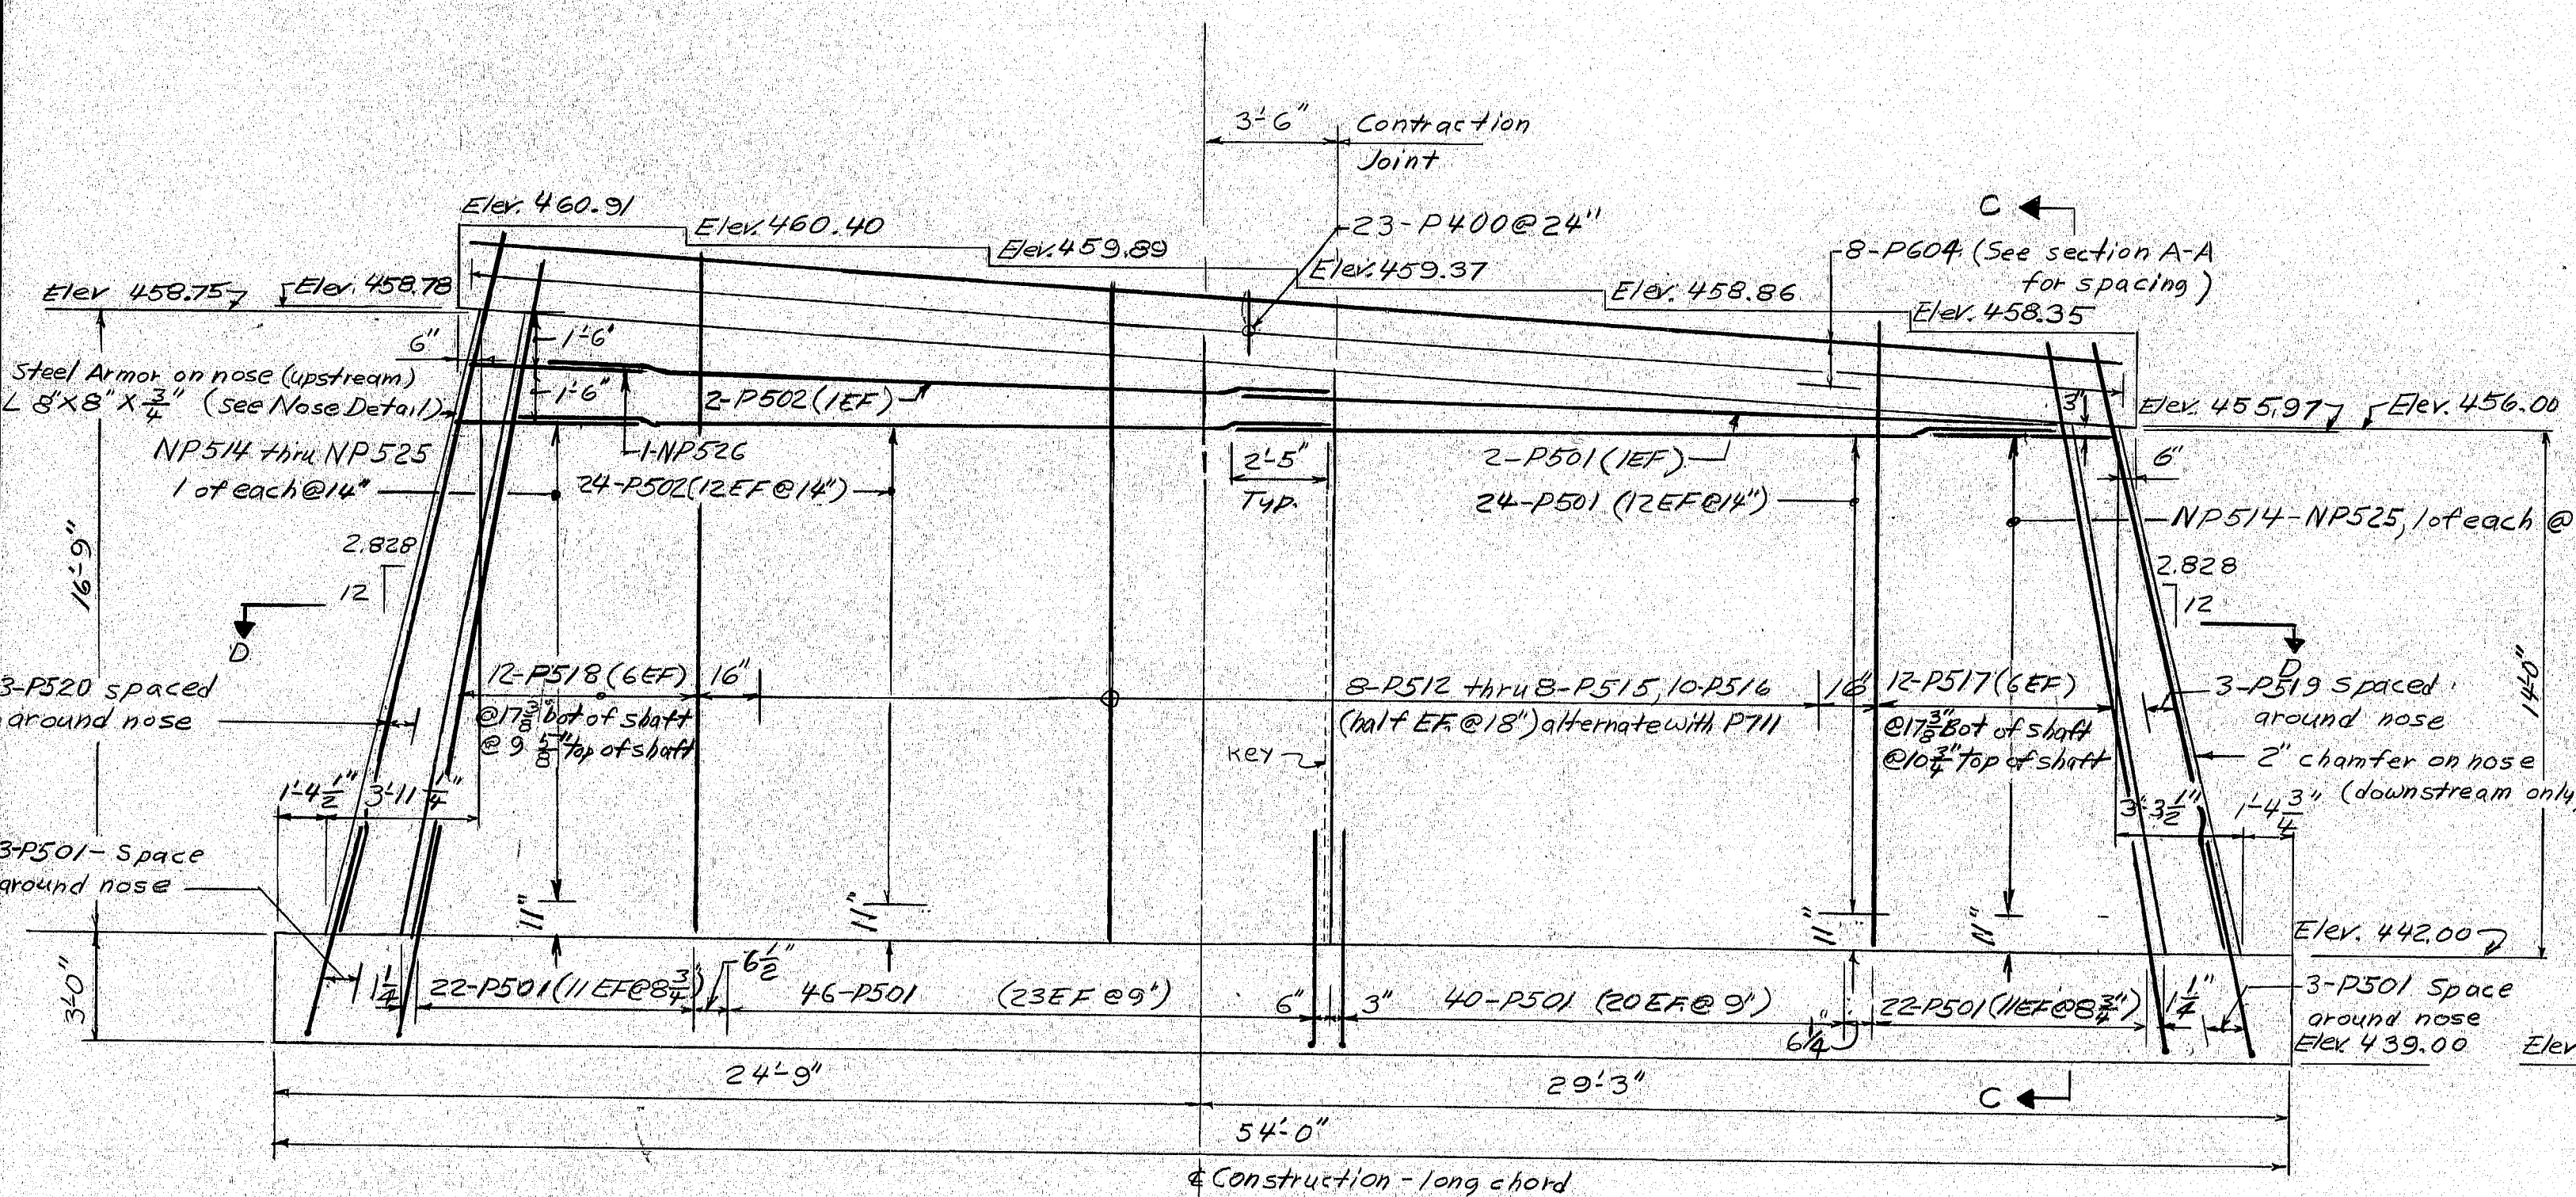 3'-6"
Contraction
Joint
Elev. 460.91
Elev. 460.40
Elev. 459.89
23-P400@24"
Elev. 459.37
C
8-P604 (See section A-A
for spacing)
Elev. 458.86
Elev. 458.35
Elev 458.75
Elev. 458.78
6"
1'-6"
1'-6"
Steel Armor on nose (upstream)
L 8"X8" X 3/4" (see Nose Detail)
2-P502 (1EF)
3"
Elev. 455.97
Elev. 456.00
NP514 thru NP525
1 of each@14"
1-NP526
24-P502(12EF@14")
2'-5"
Typ.
2-P501 (1EF)
24-P501 (12EF@14")
6"
NP514-NP525, 1 of each @
16'-9"
2.828
12
2.828
12
D
D
3-P520 spaced
around nose
12-P518 (6EF)
@17 3/8" bot of shaft
@ 9 5/8" top of shaft
16"
8-P512 thru 8-P515, 10-P516
(half EF.@18") alternate with P711
16"
12-P517 (6EF)
@17 3/8" Bot of shaft
@10 3/4" Top of shaft
3-P519 spaced
around nose
14'-0"
key
2" chamfer on nose
(downstream only
1'-4 1/2"
3'-11 1/4"
3'-3 1/2"
1'-4 3/4"
3-P501- Space
around nose
11"
11"
11"
11"
Elev. 442.00
3'-0"
1 1/4
22-P501 (11EF@8 3/4")
6 1/2"
46-P501 (23EF @9")
6"
3"
40-P501 (20EF@ 9")
6 1/4"
22-P501 (11EF@8 3/4")
1 1/4"
3-P501 Space
around nose
Elev. 439.00
Elev
24'-9"
29'-3"
C
54'-0"
℄ Construction - long chord